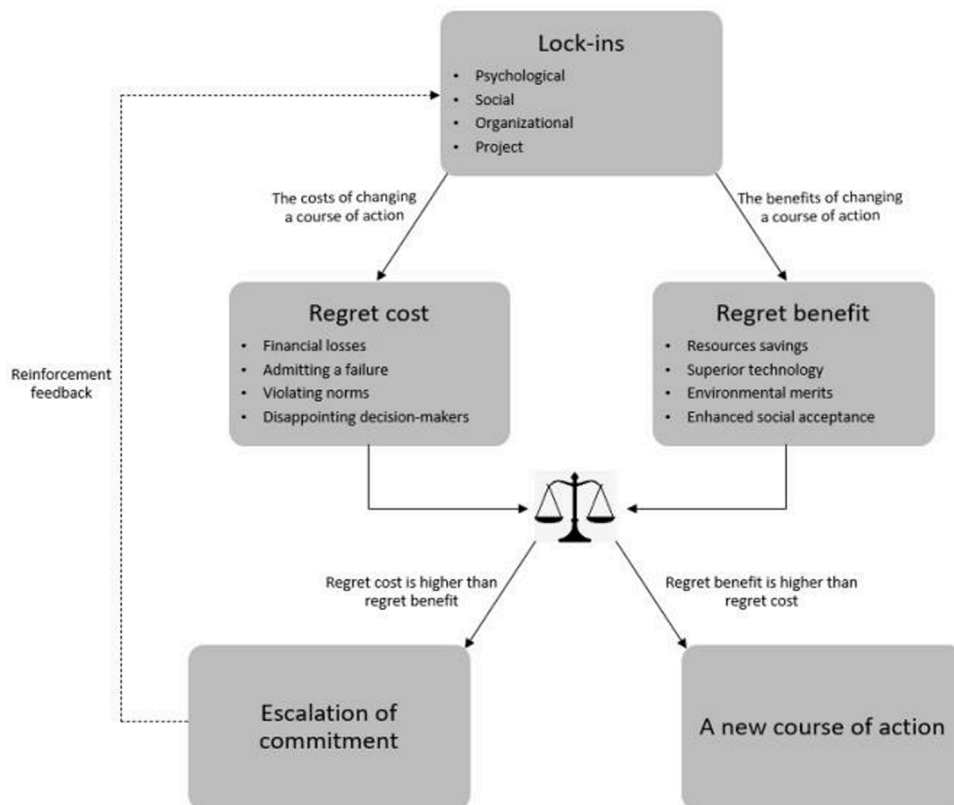 Lock-ins
• Psychological
• Social
• Organizational
• Project
The costs of changing
a course of action
The benefits of changing
a course of action
Regret cost
• Financial losses
• Admitting a failure
• Violating norms
• Disappointing decision-makers
Regret benefit
• Resources savings
• Superior technology
• Environmental merits
• Enhanced social acceptance
Reinforcement
feedback
Regret cost is higher than
regret benefit
Regret benefit is higher than
regret cost
Escalation of
commitment
A new course of action